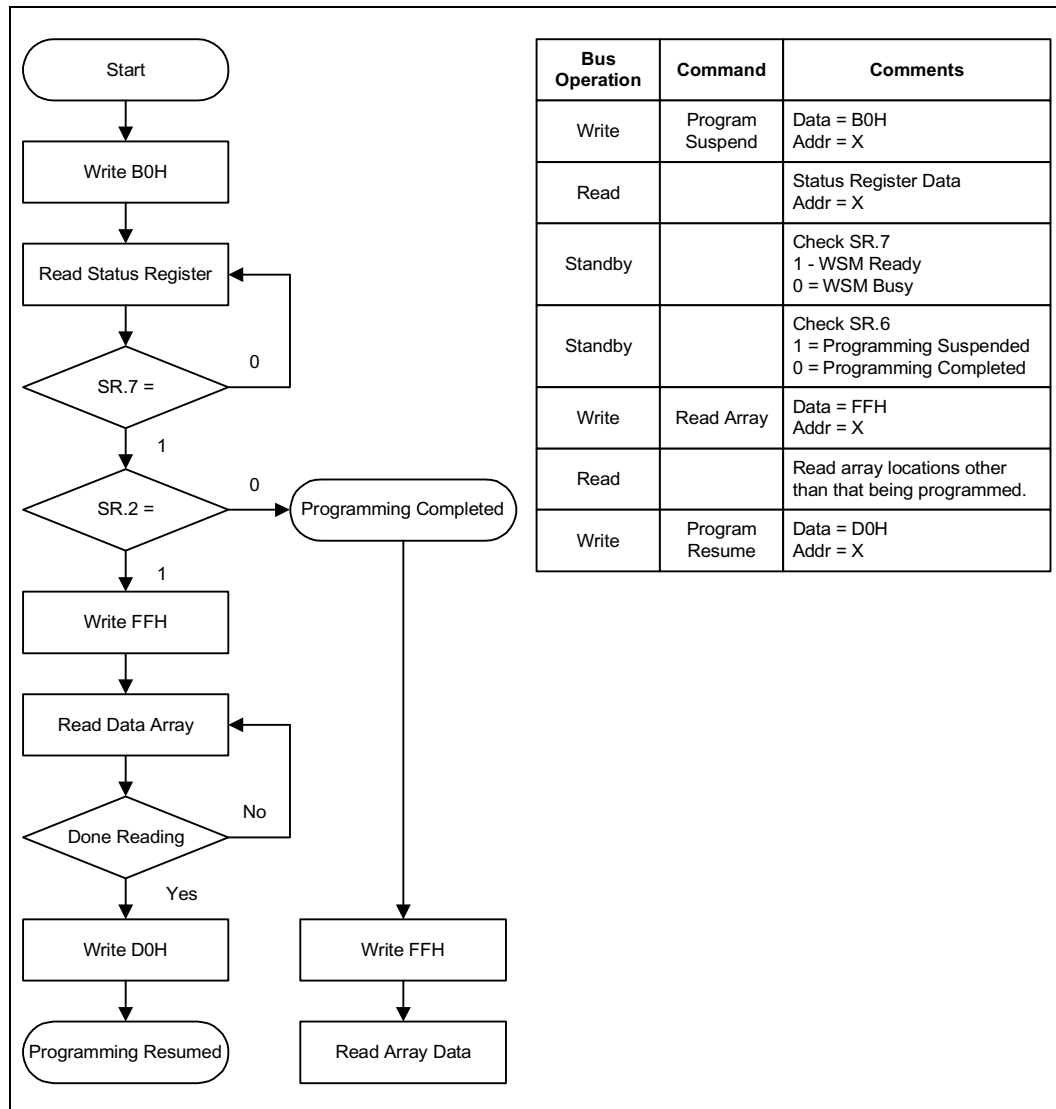 Start
Write B0H
Read Status Register
0
SR.7 =
1
0
SR.2 =
Programming Completed
1
Write FFH
Read Data Array
No
Done Reading
Yes
Write D0H
Write FFH
Programming Resumed
Read Array Data
Bus
Operation
Command
Comments
Write
Program
Suspend
Data = B0H
Addr = X
Read
Status Register Data
Addr = X
Standby
Check SR.7
1 - WSM Ready
0 = WSM Busy
Standby
Check SR.6
1 = Programming Suspended
0 = Programming Completed
Write
Read Array
Data = FFH
Addr = X
Read
Read array locations other
than that being programmed.
Write
Program
Resume
Data = D0H
Addr = X